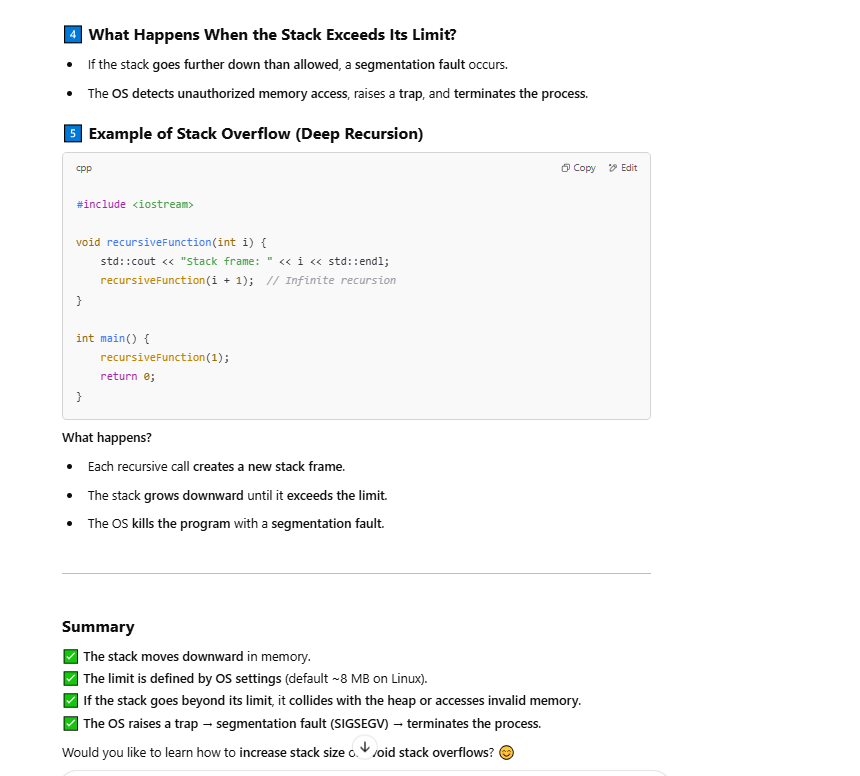 4 What Happens When the Stack Exceeds Its Limit?
If the stack goes further down than allowed, a segmentation fault occurs.
The OS detects unauthorized memory access, raises a trap, and terminates the process.
5 Example of Stack Overflow (Deep Recursion)
cpp Copy Edit
#include <iostream>
void recursiveFunction(int i) {
    std::cout << "Stack frame: " << i << std::endl;
    recursiveFunction(i + 1);  // Infinite recursion
}
int main() {
    recursiveFunction(1);
    return 0;
}
What happens?
Each recursive call creates a new stack frame.
The stack grows downward until it exceeds the limit.
The OS kills the program with a segmentation fault.
Summary
✅ The stack moves downward in memory.
✅ The limit is defined by OS settings (default ~8 MB on Linux).
✅ If the stack goes beyond its limit, it collides with the heap or accesses invalid memory.
✅ The OS raises a trap → segmentation fault (SIGSEGV) → terminates the process.
Would you like to learn how to increase stack size stack overflows? 😊